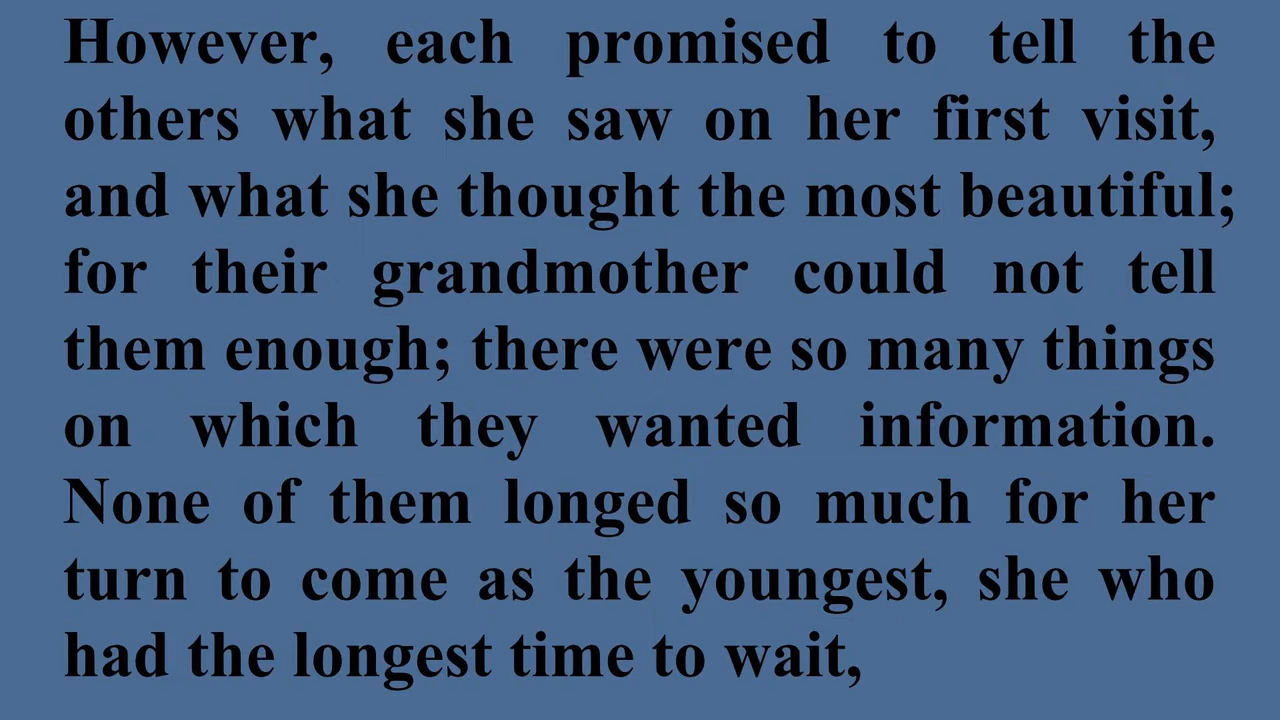 However, each promised to tell the
others what she saw on her first visit,
and what she thought the most beautiful;
for their grandmother could not tell
them enough; there were so many things
on which they wanted information.
None of them longed so much for her
turn to come as the youngest, she who
had the longest time to wait,